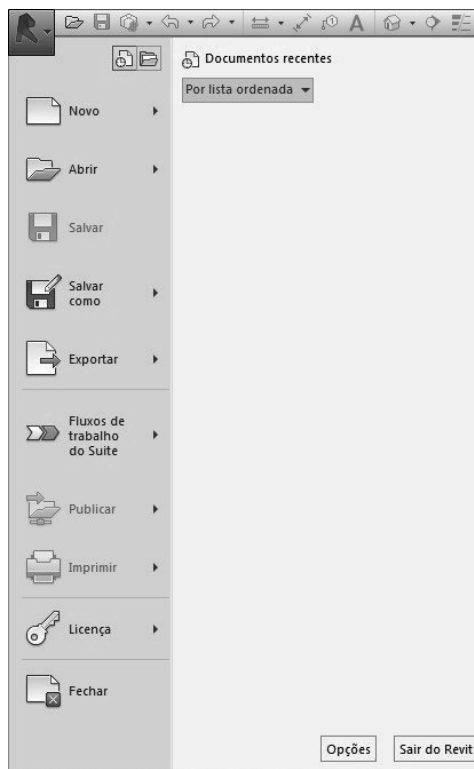 A
Documentos recentes
Por lista ordenada
Novo
Abrir
Salvar
Salvar
como
Exportar
Fluxos de
trabalho
do Suite
Publicar
Imprimir
Licença
Fechar
Opções
Sair do Revit